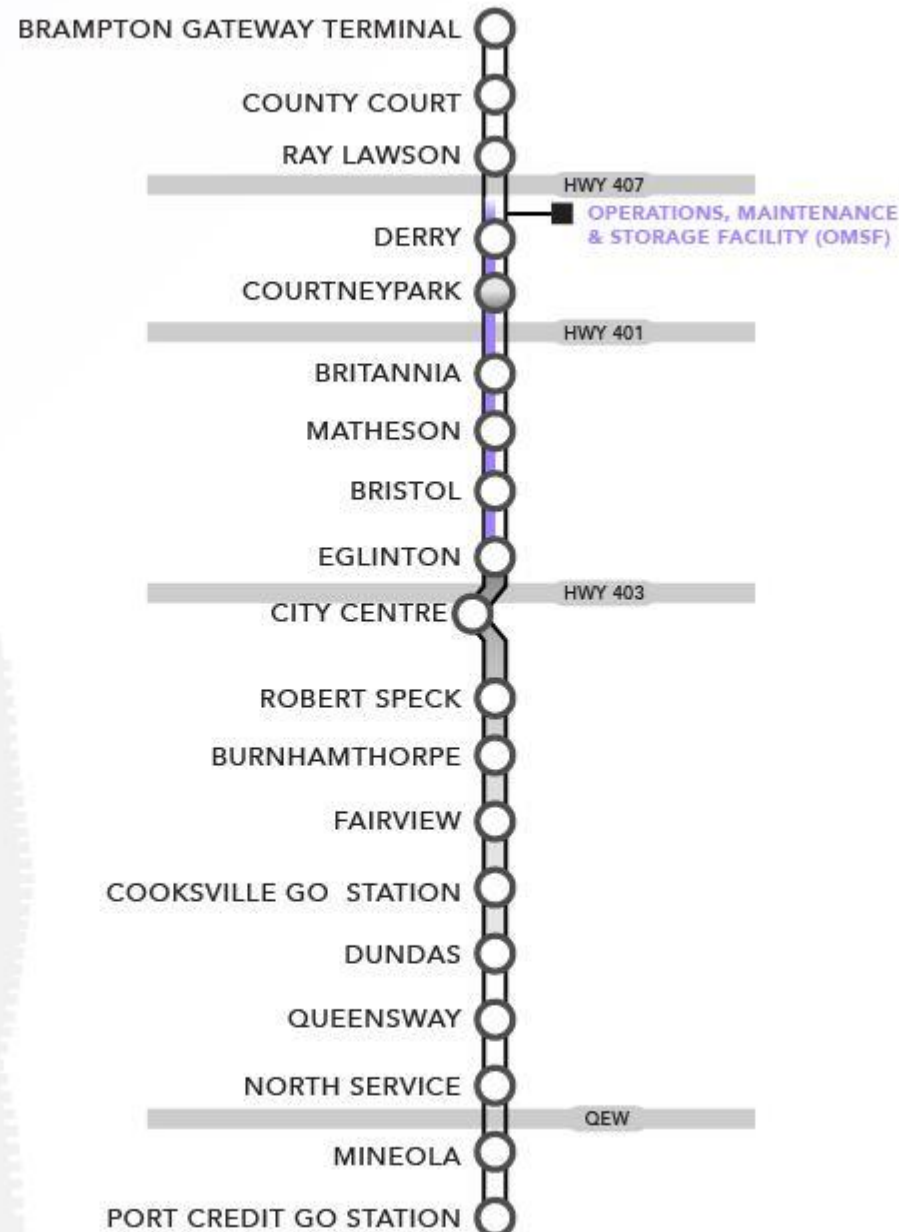 BRAMPTON GATEWAY TERMINAL
COUNTY COURT
RAY LAWSON
HWY 407
OPERATIONS, MAINTENANCE
& STORAGE FACILITY (OMSF)
DERRY
COURTNEYPARK
HWY 401
BRITANNIA
MATHESON
BRISTOL
EGLINTON
HWY 403
CITY CENTRE
ROBERT SPECK
BURNHAMTHORPE
FAIRVIEW
COOKSVILLE GO STATION
DUNDAS
QUEENSWAY
NORTH SERVICE
QEW
MINEOLA
PORT CREDIT GO STATION